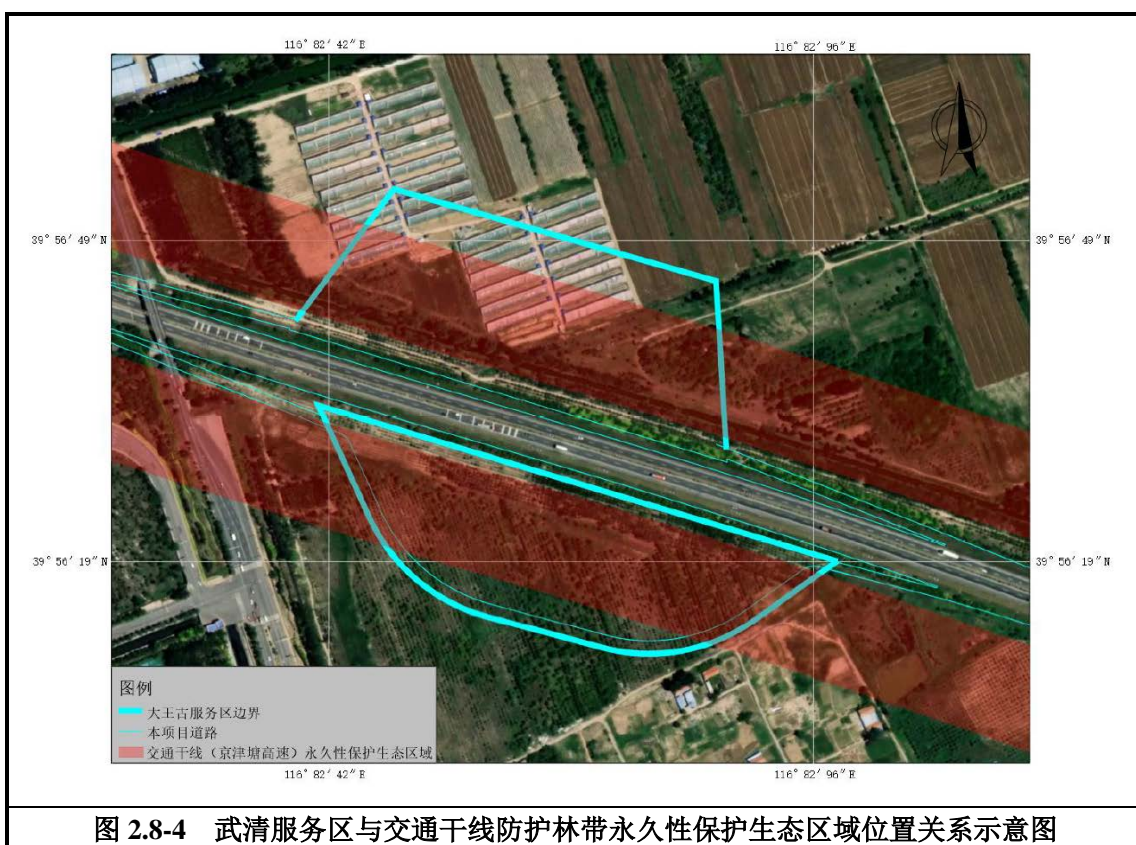 116° 82′ 42″ E 116° 82′ 96″ E
39° 56′ 49″ N 39° 56′ 49″ N
39° 56′ 19″ N 39° 56′ 19″ N
图例
大王古服务区边界
本项目道路
交通干线（京津塘高速）永久性保护生态区域
116° 82′ 42″ E 116° 82′ 96″ E
图 2.8-4 武清服务区与交通干线防护林带永久性保护生态区域位置关系示意图